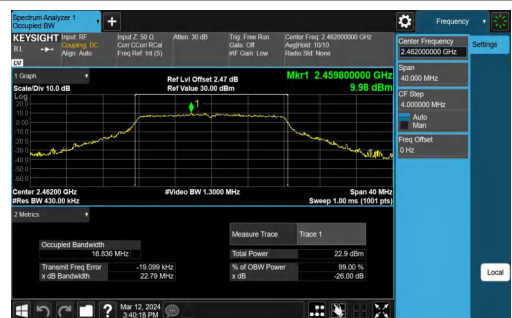 Spectrum Analyzer 1
Occupied BW
KEYSIGHT
Input: RF
Input Z: 50 Ω
Atten: 30 dB
Trig: Free Run
Center Freq: 2.462000000 GHz
RL
Coupling: DC
Corr CCorr RCal
Gate: Off
Avg|Hold: 10/10
Align: Auto
Freq Ref: Int (S)
#IF Gain: Low
Radio Std: None
LM
1 Graph
Ref Lvl Offset 2.47 dB
Mkr1 2.459800000 GHz
Scale/Div 10.0 dB
Ref Value 30.00 dBm
9.98 dBm
Log
20.0
10.0
0.00
-10.0
-20.0
-30.0
-40.0
-50.0
-60.0
1
Center 2.46200 GHz
#Video BW 1.3000 MHz
Span 40 MHz
#Res BW 430.00 kHz
Sweep 1.00 ms (1001 pts)
2 Metrics
Measure Trace
Trace 1
Occupied Bandwidth
16.836 MHz
Total Power
22.9 dBm
Transmit Freq Error
-19.099 kHz
% of OBW Power
99.00 %
x dB Bandwidth
22.79 MHz
x dB
-26.00 dB
Mar 12, 2024
3:40:18 PM
Frequency
Settings
Center Frequency
2.462000000 GHz
Span
40.000 MHz
CF Step
4.000000 MHz
Auto
Man
Freq Offset
0 Hz
Local